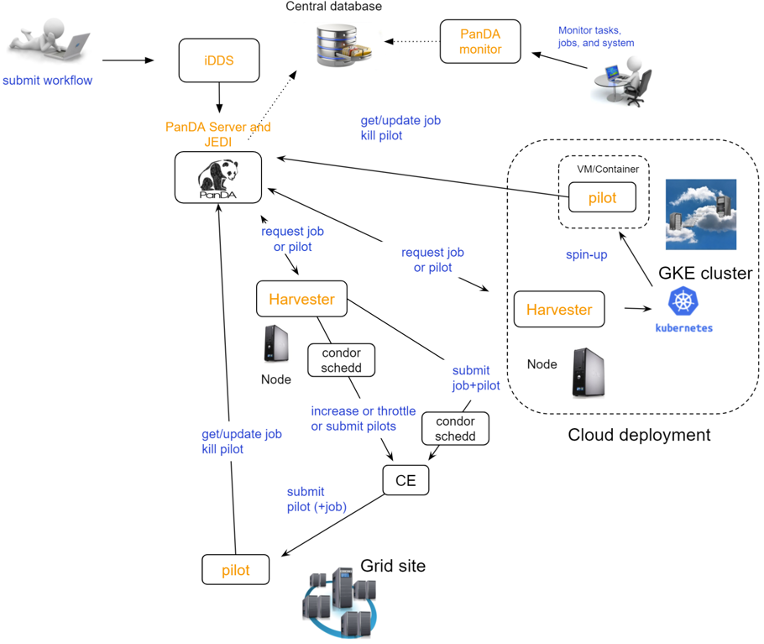 Central database
submit workflow
iDDS
PanDA
monitor
Monitor tasks,
jobs, and system
PanDA Server and
JEDI
PanDA
get/update job
kill pilot
VM/Container
pilot
spin-up
GKE cluster
kubernetes
Harvester
Node
Cloud deployment
request job
or pilot
request job
or pilot
Harvester
Node
condor
schedd
increase or throttle
or submit pilots
submit
job+pilot
condor
schedd
CE
get/update job
kill pilot
submit
pilot (+job)
pilot
Grid site